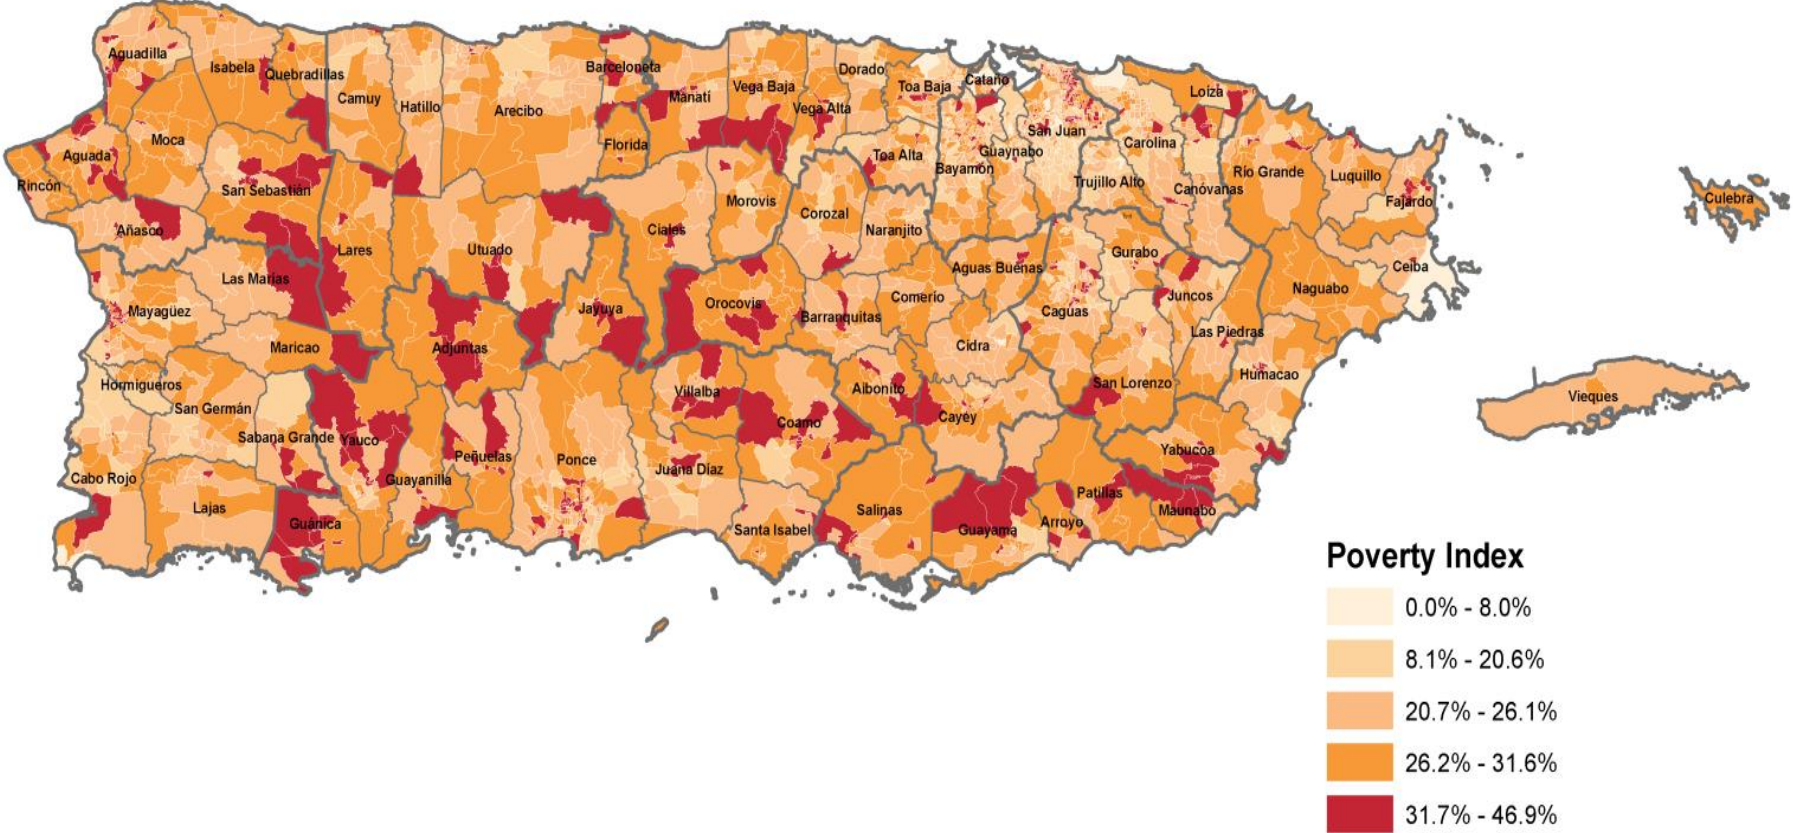 Aguadilla
Isabela
Quebradillas
Camuy
Hatillo
Arecibo
Barceloneta
Manatí
Vega Baja
Vega Alta
Dorado
Toa Baja
Cataño
San Juan
Loíza
Moca
Aguada
Rincón
San Sebastián
Florida
Toa Alta
Bayamón
Guaynabo
Trujillo Alto
Carolina
Canóvanas
Río Grande
Luquillo
Fajardo
Culebra
Añasco
Lares
Utuado
Ciales
Morovis
Corozal
Naranjito
Aguas Buenas
Gurabo
Ceiba
Las Marías
Mayagüez
Jayuya
Orocovis
Barranquitas
Comerio
Caguas
Juncos
Naguabo
Maricao
Adjuntas
Cidra
Las Piedras
Hormigueros
San Germán
Villalba
Aibonito
San Lorenzo
Humacao
Vieques
Sabana Grande
Yauco
Coamo
Cayey
Cabo Rojo
Guayanilla
Peñuelas
Ponce
Juana Díaz
Yabucoa
Lajas
Guánica
Santa Isabel
Salinas
Guayama
Arroyo
Patillas
Maunabo
Poverty Index
0.0% - 8.0%
8.1% - 20.6%
20.7% - 26.1%
26.2% - 31.6%
31.7% - 46.9%